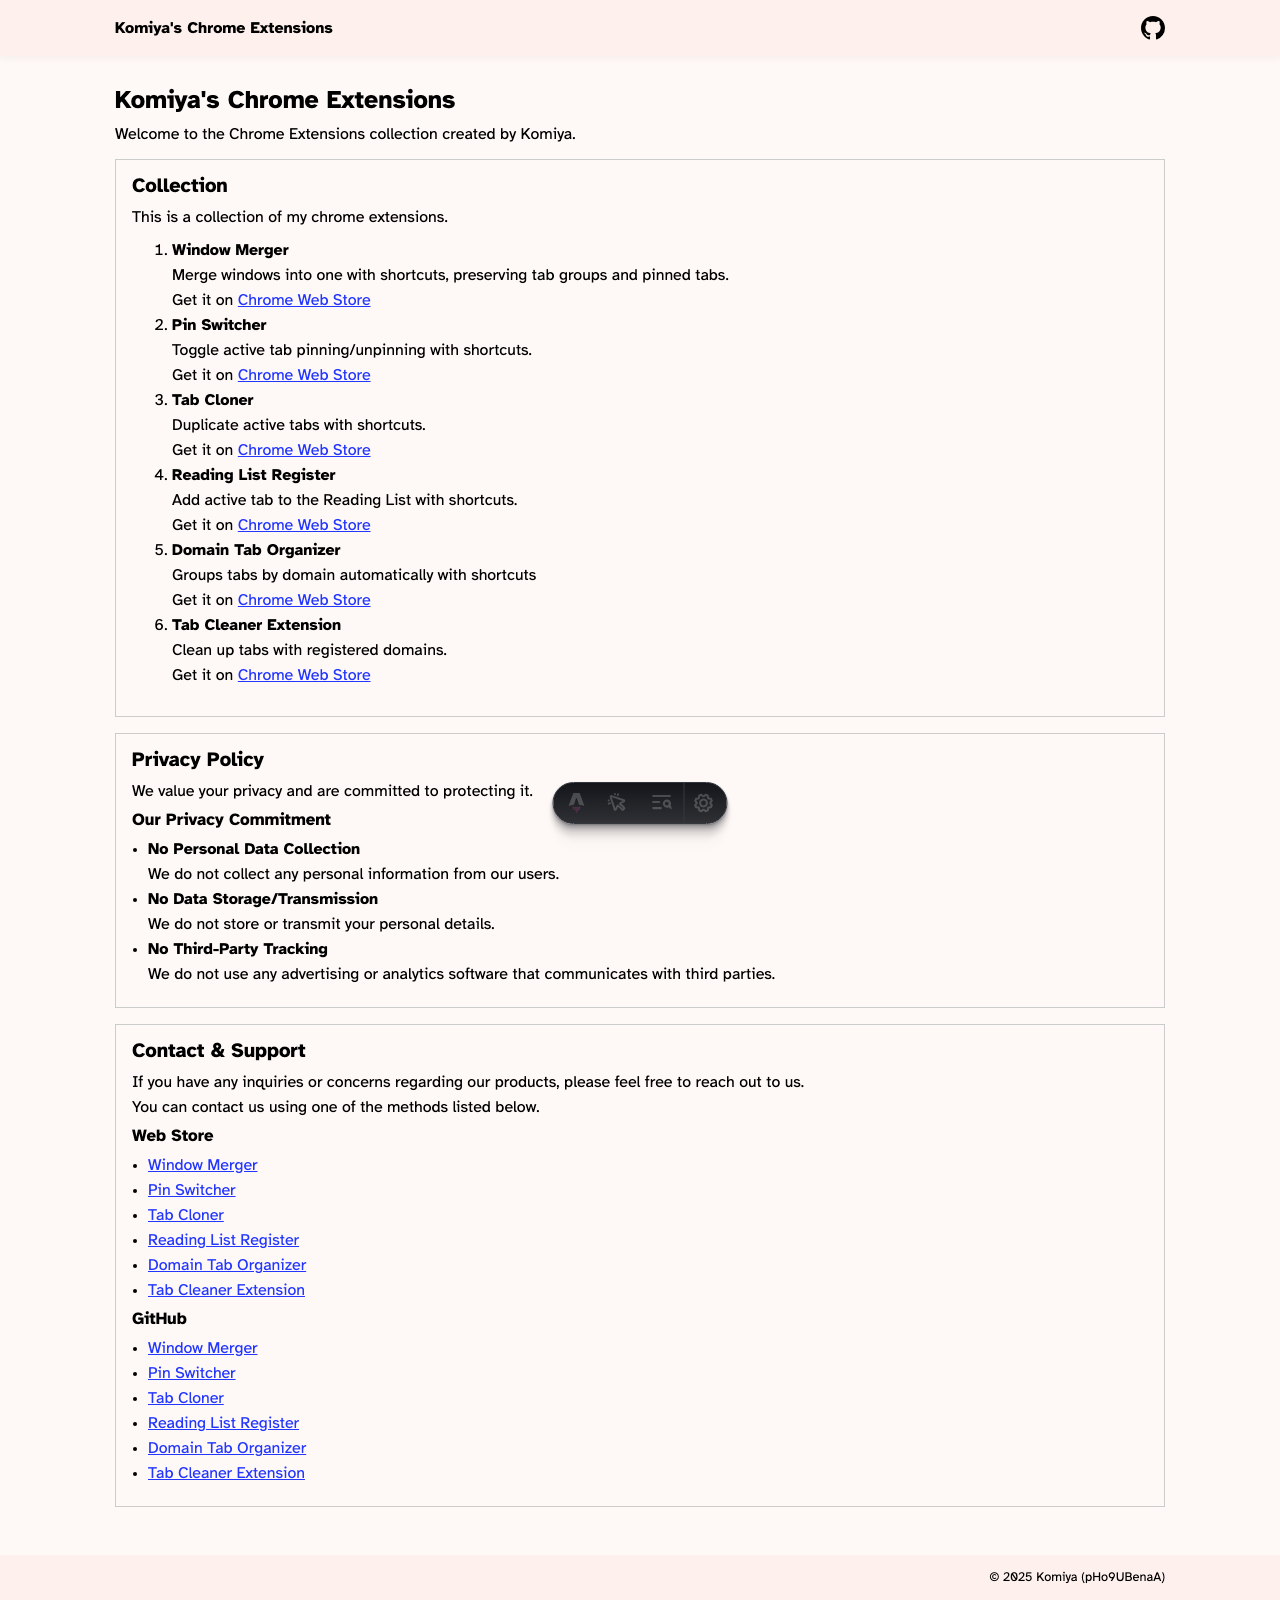 Komiya's Chrome Extensions
Komiya's Chrome Extensions
Welcome to the Chrome Extensions collection created by Komiya.
Collection
This is a collection of my chrome extensions.
1. Window Merger
Merge windows into one with shortcuts, preserving tab groups and pinned tabs.
Get it on Chrome Web Store
2. Pin Switcher
Toggle active tab pinning/unpinning with shortcuts.
Get it on Chrome Web Store
3. Tab Cloner
Duplicate active tabs with shortcuts.
Get it on Chrome Web Store
4. Reading List Register
Add active tab to the Reading List with shortcuts.
Get it on Chrome Web Store
5. Domain Tab Organizer
Groups tabs by domain automatically with shortcuts
Get it on Chrome Web Store
6. Tab Cleaner Extension
Clean up tabs with registered domains.
Get it on Chrome Web Store
Privacy Policy
We value your privacy and are committed to protecting it.
Our Privacy Commitment
• No Personal Data Collection
We do not collect any personal information from our users.
• No Data Storage/Transmission
We do not store or transmit your personal details.
• No Third-Party Tracking
We do not use any advertising or analytics software that communicates with third parties.
Contact & Support
If you have any inquiries or concerns regarding our products, please feel free to reach out to us.
You can contact us using one of the methods listed below.
Web Store
• Window Merger
• Pin Switcher
• Tab Cloner
• Reading List Register
• Domain Tab Organizer
• Tab Cleaner Extension
GitHub
• Window Merger
• Pin Switcher
• Tab Cloner
• Reading List Register
• Domain Tab Organizer
• Tab Cleaner Extension
© 2025 Komiya (pHo9UBenaA)